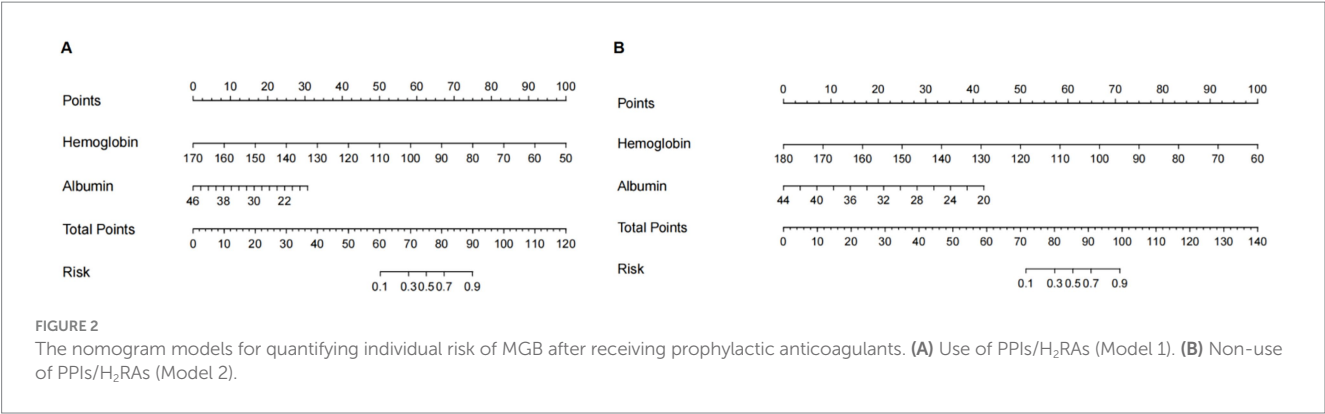 A
0 10 20 30 40 50 60 70 80 90 100
Points
Hemoglobin
170 160 150 140 130 120 110 100 90 80 70 60 50
Albumin
46 38 30 22
Total Points
0 10 20 30 40 50 60 70 80 90 100 110 120
Risk
0.1 0.3 0.5 0.7 0.9
B
0 10 20 30 40 50 60 70 80 90 100
Points
Hemoglobin
180 170 160 150 140 130 120 110 100 90 80 70 60
Albumin
44 40 36 32 28 24 20
Total Points
0 10 20 30 40 50 60 70 80 90 100 110 120 130 140
Risk
0.1 0.3 0.5 0.7 0.9
FIGURE 2
The nomogram models for quantifying individual risk of MGB after receiving prophylactic anticoagulants. (A) Use of PPIs/H₂RAs (Model 1). (B) Non-use
of PPIs/H₂RAs (Model 2).